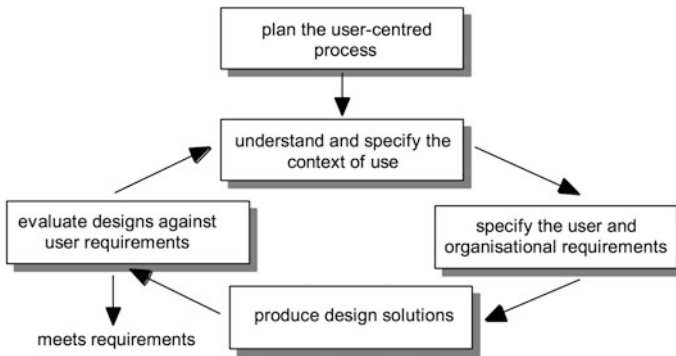 plan the user-centred
process
understand and specify the
context of use
evaluate designs against
user requirements
specify the user and
organisational requirements
produce design solutions
meets requirements